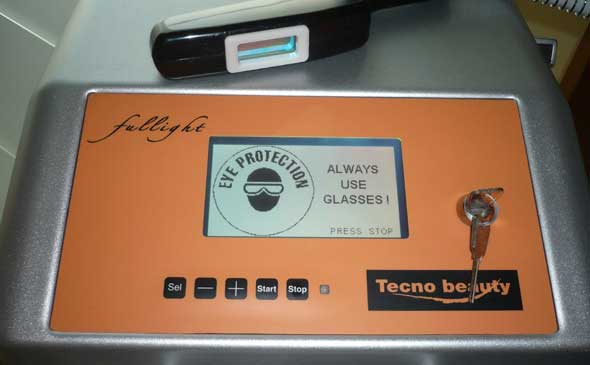 fullight
EYE PROTECTION
ALWAYS
USE
GLASSES!
PRESS STOP
Sel
−
+
Start
Stop
Tecno beauty